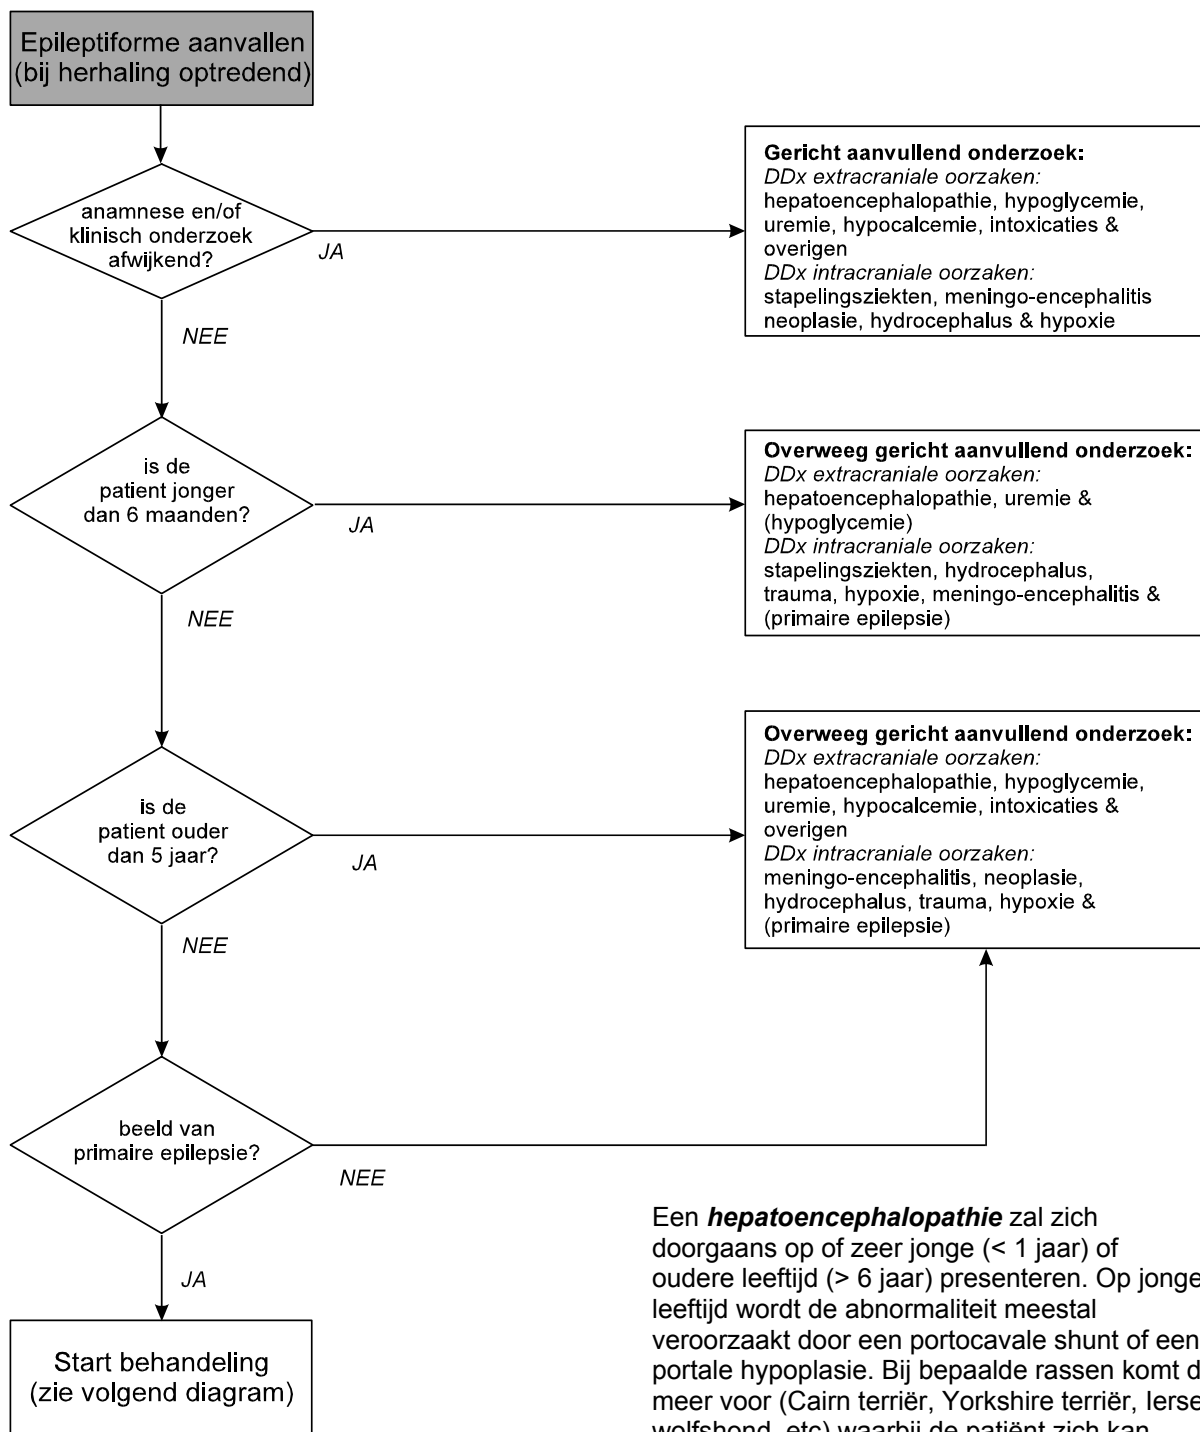 Epileptiforme aanvallen
(bij herhaling optredend)
anamnese en/of
klinisch onderzoek
afwijkend?
JA
NEE
Gericht aanvullend onderzoek:
DDx extracraniale oorzaken:
hepatoencephalopathie, hypoglycemie,
uremie, hypocalcemie, intoxicaties &
overigen
DDx intracraniale oorzaken:
stapelingsziekten, meningo-encephalitis
neoplasie, hydrocephalus & hypoxie
is de
patient jonger
dan 6 maanden?
JA
NEE
Overweeg gericht aanvullend onderzoek:
DDx extracraniale oorzaken:
hepatoencephalopathie, uremie &
(hypoglycemie)
DDx intracraniale oorzaken:
stapelingsziekten, hydrocephalus,
trauma, hypoxie, meningo-encephalitis &
(primaire epilepsie)
is de
patient ouder
dan 5 jaar?
JA
NEE
Overweeg gericht aanvullend onderzoek:
DDx extracraniale oorzaken:
hepatoencephalopathie, hypoglycemie,
uremie, hypocalcemie, intoxicaties &
overigen
DDx intracraniale oorzaken:
meningo-encephalitis, neoplasie,
hydrocephalus, trauma, hypoxie &
(primaire epilepsie)
beeld van
primaire epilepsie?
NEE
JA
Start behandeling
(zie volgend diagram)
Een hepatoencephalopathie zal zich
doorgaans op of zeer jonge (< 1 jaar) of
oudere leeftijd (> 6 jaar) presenteren. Op jonge
leeftijd wordt de abnormaliteit meestal
veroorzaakt door een portocavale shunt of een
portale hypoplasie. Bij bepaalde rassen komt
meer voor (Cairn terriër, Yorkshire terriër, Ierse
wolfshond, etc) waarbij de patiënt zich kan